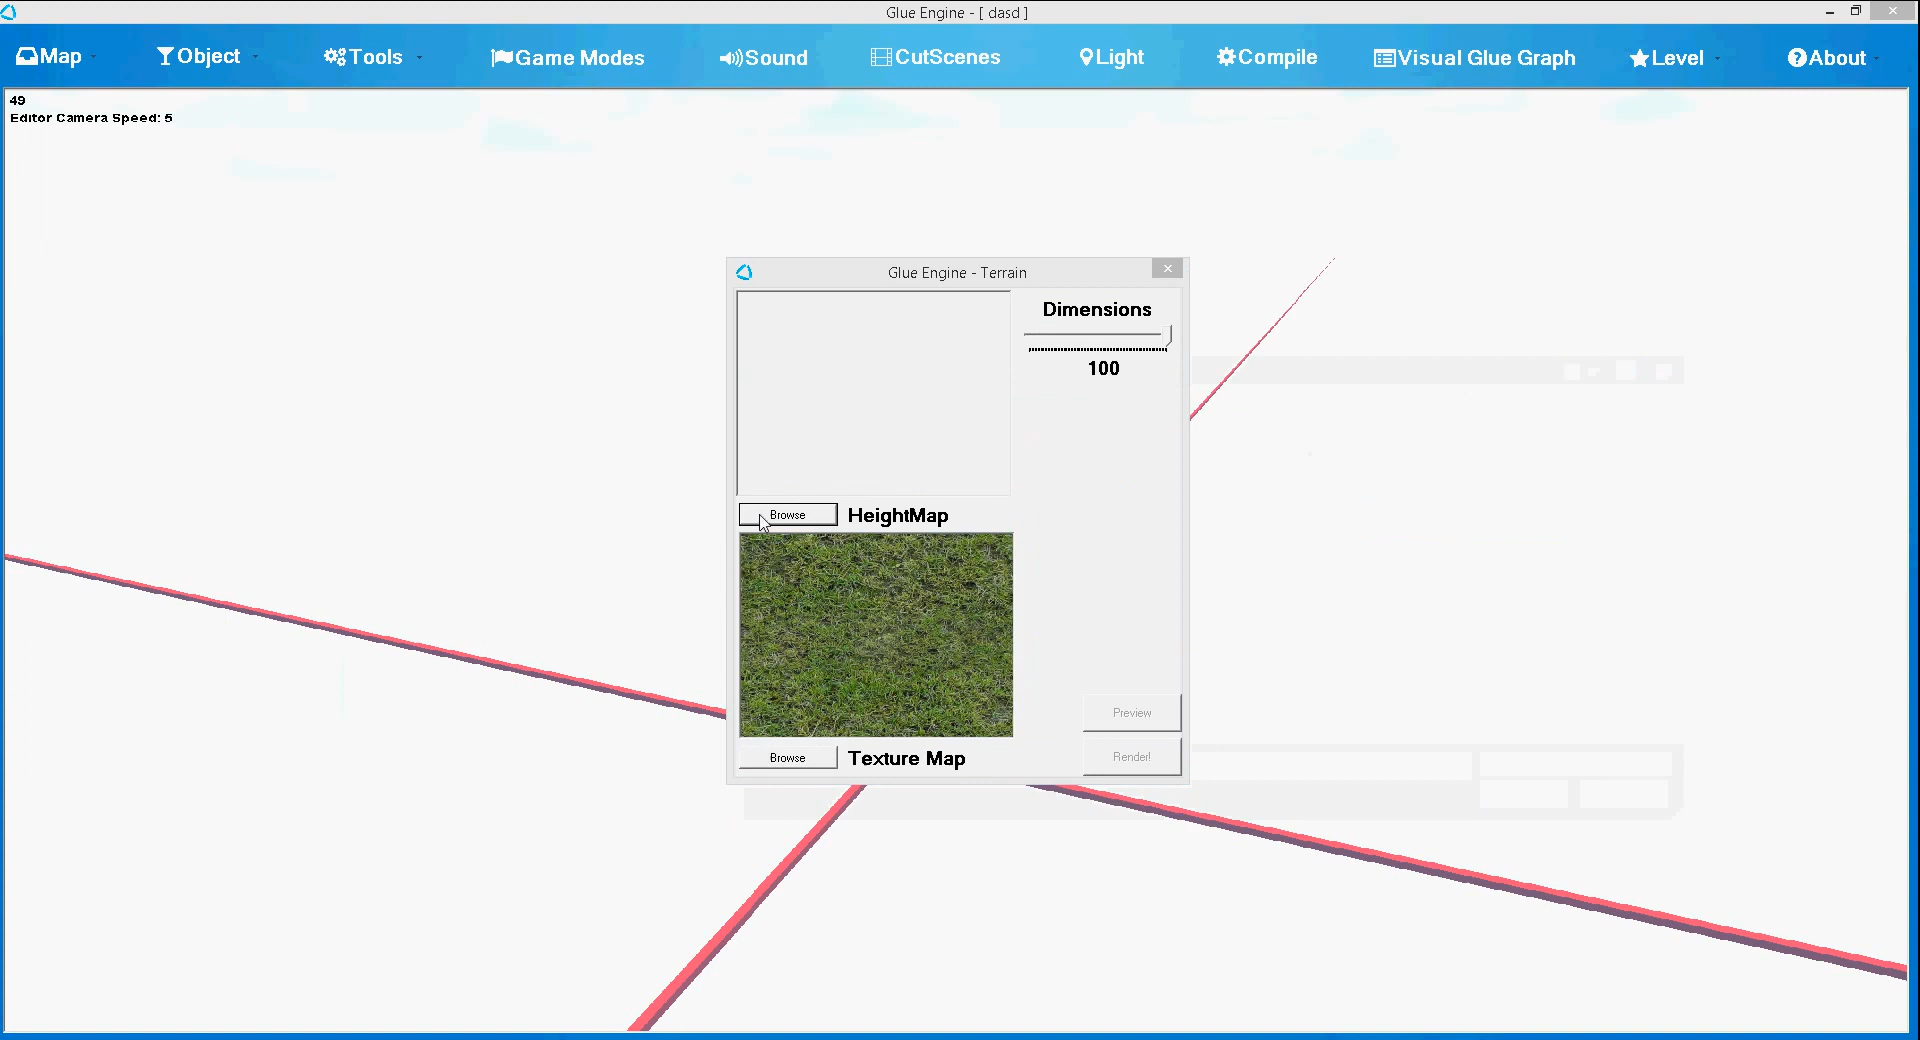 Glue Engine - [ dasd ]
Map Object Tools Game Modes Sound CutScenes Light Compile Visual Glue Graph Level About
49
Editor Camera Speed: 5
Glue Engine - Terrain
Dimensions
100
Browse HeightMap
Preview
Browse Texture Map
Render!